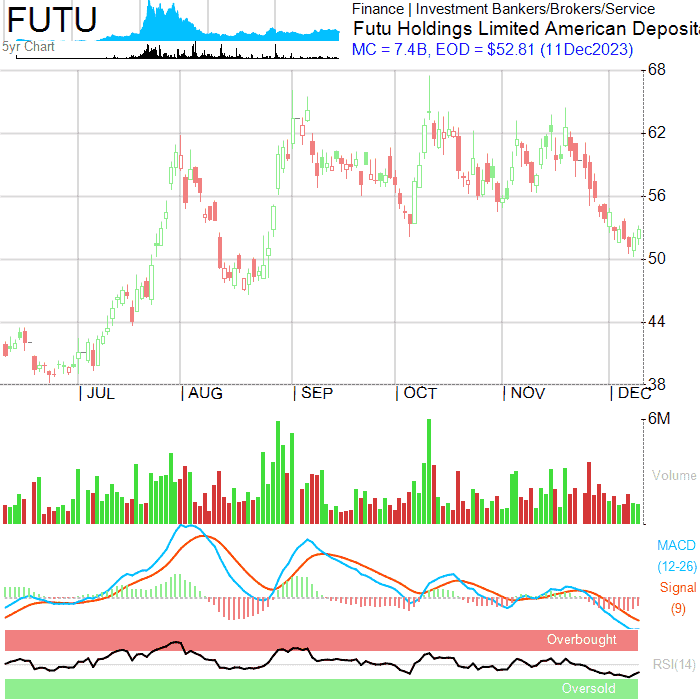 FUTU
5yr Chart
Finance | Investment Bankers/Brokers/Service
Futu Holdings Limited American Deposit
MC = 7.4B, EOD = $52.81 (11Dec2023)
68
62
56
50
44
38
| JUL | AUG | SEP | OCT | NOV | DEC
6M
Volume
MACD
(12-26)
Signal
(9)
Overbought
RSI(14)
Oversold